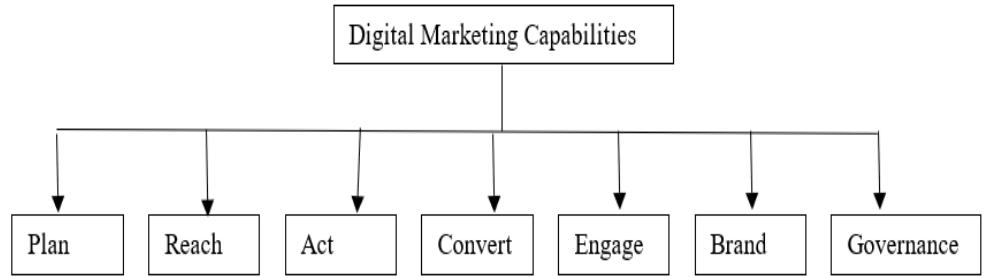 Digital Marketing Capabilities
Plan
Reach
Act
Convert
Engage
Brand
Governance